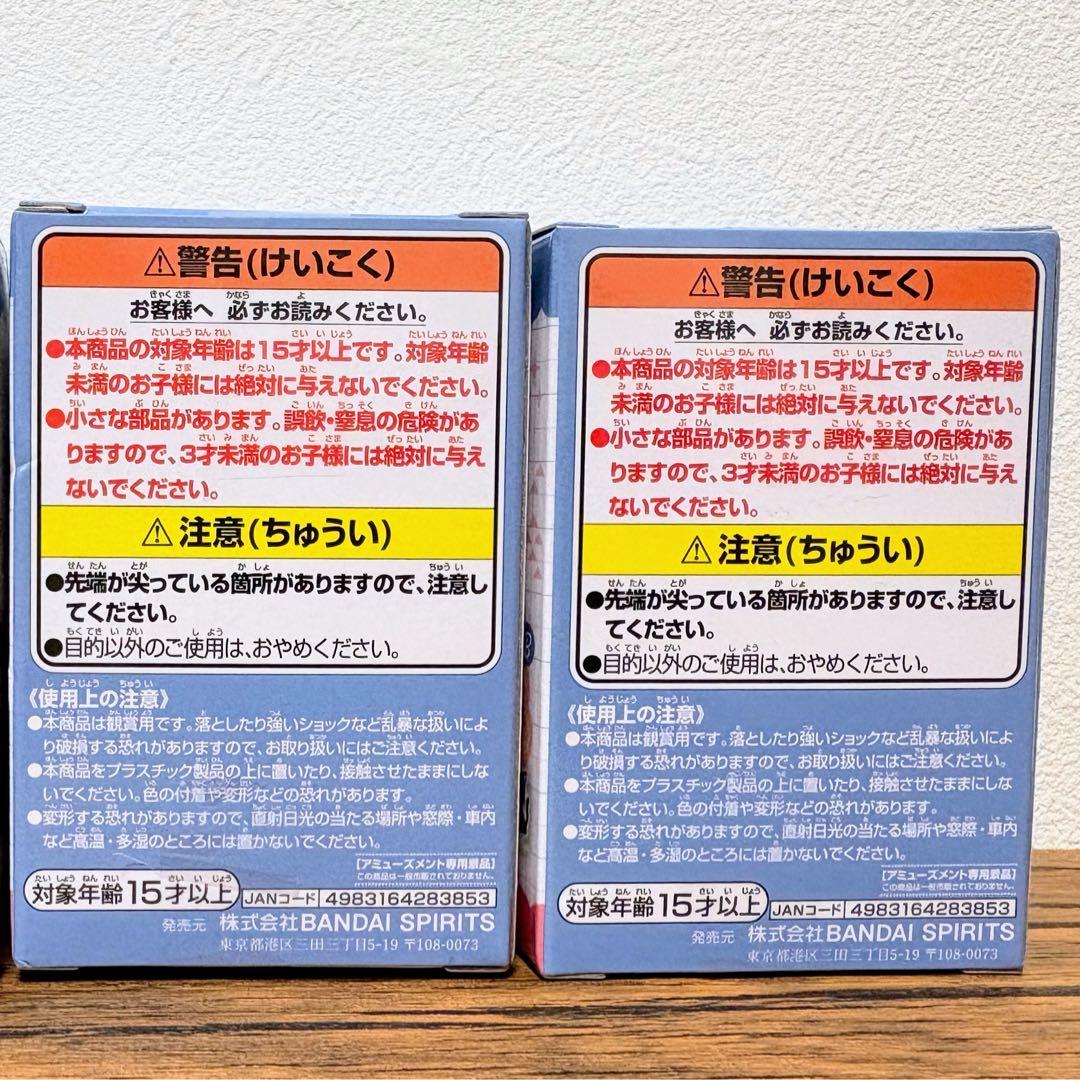 ⚠警告(けいこく)
お客様へ 必ずお読みください。
●本商品の対象年齢は15才以上です。対象年齢
未満のお子様には絶対に与えないでください。
●小さな部品があります。誤飲・窒息の危険があ
りますので、3才未満のお子様には絶対に与え
ないでください。
⚠注意(ちゅうい)
●先端が尖っている箇所がありますので、注意し
てください。
●目的以外のご使用は、おやめください。
《使用上の注意》
●本商品は観賞用です。落としたり強いショックなど乱暴な扱いによ
り破損する恐れがありますので、お取り扱いにはご注意ください。
●本商品をプラスチック製品の上に置いたり、接触させたままにしな
いでください。色の付着や変形などの恐れがあります。
●変形する恐れがありますので、直射日光の当たる場所や窓際・車内
など高温・多湿のところには置かないでください。
[アミューズメント専用景品]
この商品は一般市販されておりません。
対象年齢15才以上 JANコード 4983164283853
発売元 株式会社BANDAI SPIRITS
東京都港区三田三丁目5-19 〒108-0073
⚠警告(けいこく)
お客様へ 必ずお読みください。
●本商品の対象年齢は15才以上です。対象年齢
未満のお子様には絶対に与えないでください。
●小さな部品があります。誤飲・窒息の危険があ
りますので、3才未満のお子様には絶対に与え
ないでください。
⚠注意(ちゅうい)
●先端が尖っている箇所がありますので、注意し
てください。
●目的以外のご使用は、おやめください。
《使用上の注意》
●本商品は観賞用です。落としたり強いショックなど乱暴な扱いによ
り破損する恐れがありますので、お取り扱いにはご注意ください。
●本商品をプラスチック製品の上に置いたり、接触させたままにしな
いでください。色の付着や変形などの恐れがあります。
●変形する恐れがありますので、直射日光の当たる場所や窓際・車内
など高温・多湿のところには置かないでください。
[アミューズメント専用景品]
この商品は一般市販されておりません。
対象年齢15才以上 JANコード 4983164283853
発売元 株式会社BANDAI SPIRITS
東京都港区三田三丁目5-19 〒108-0073